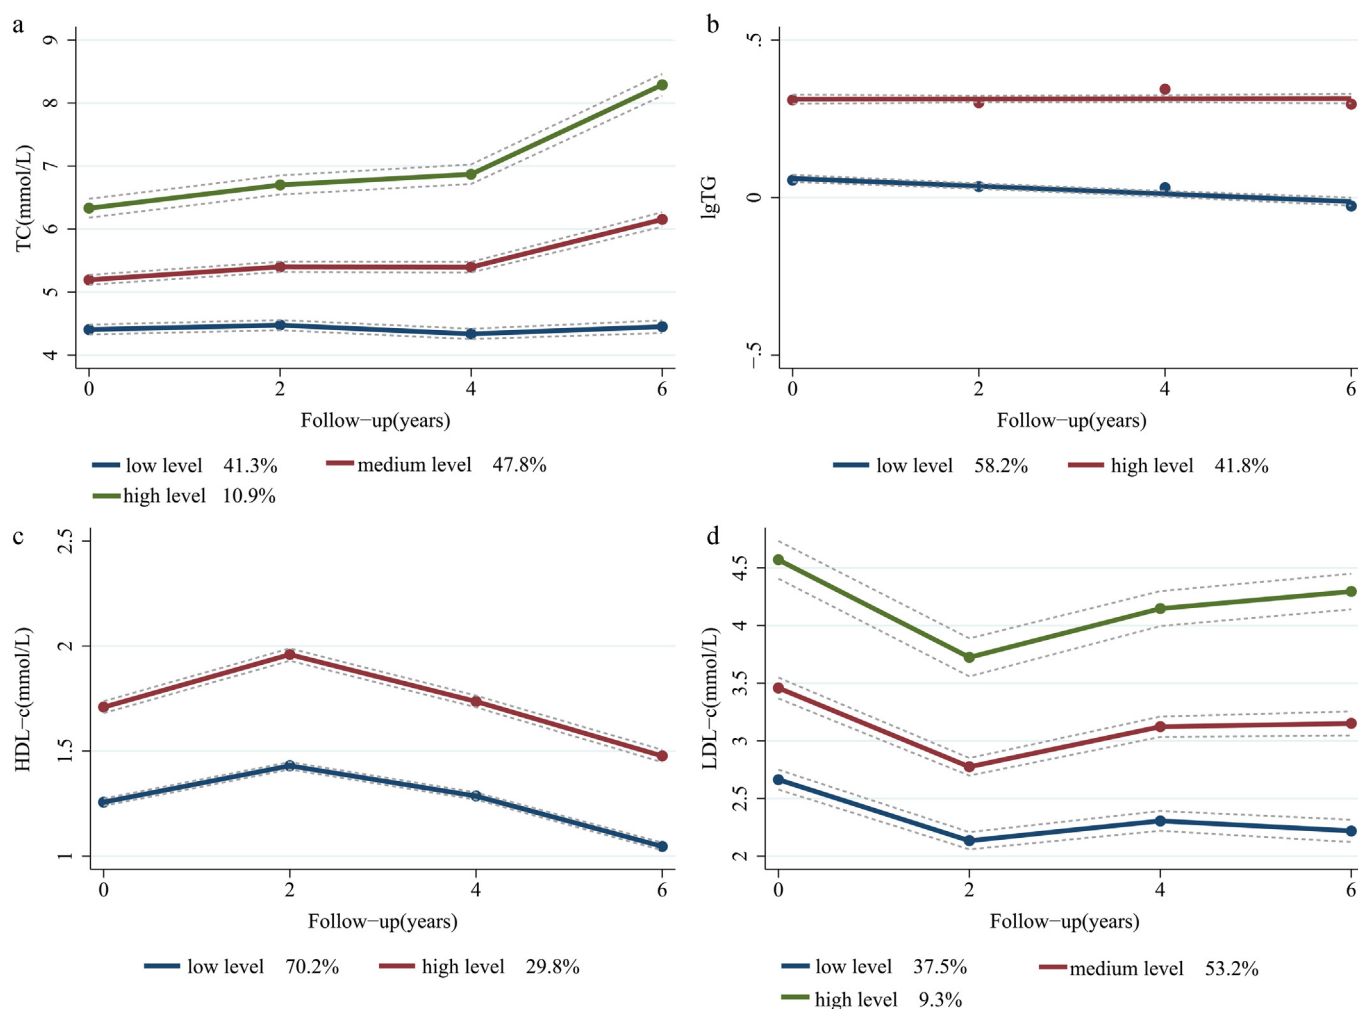 a
TC(mmol/L)
9
8
7
6
5
4
0 2 4 6
Follow−up(years)
low level 41.3% medium level 47.8%
high level 10.9%
b
lgTG
.5
0
−.5
0 2 4 6
Follow−up(years)
low level 58.2% high level 41.8%
c
HDL−c(mmol/L)
2.5
2
1.5
1
0 2 4 6
Follow−up(years)
low level 70.2% high level 29.8%
d
LDL−c(mmol/L)
4.5
4
3.5
3
2.5
2
0 2 4 6
Follow−up(years)
low level 37.5% medium level 53.2%
high level 9.3%